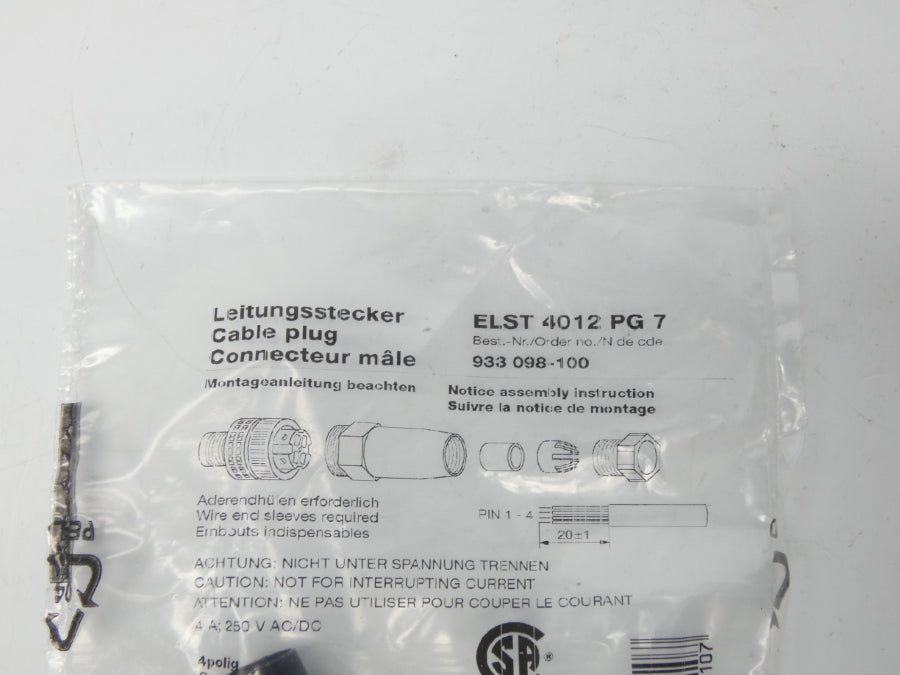 Leitungsstecker
Cable plug
Connecteur mâle
ELST 4012 PG 7
Best.-Nr./Order no./N de cde
933 098-100
Montageanleitung beachten
Notice assembly instruction
Suivre la notice de montage
Aderendhülen erforderlich
Wire end sleeves required
Embouts indispensables
PIN 1 - 4
20±1
ACHTUNG: NICHT UNTER SPANNUNG TRENNEN
CAUTION: NOT FOR INTERRUPTING CURRENT
ATTENTION: NE PAS UTILISER POUR COUPER LE COURANT
4 A; 250 V AC/DC
4polig
SA®
107